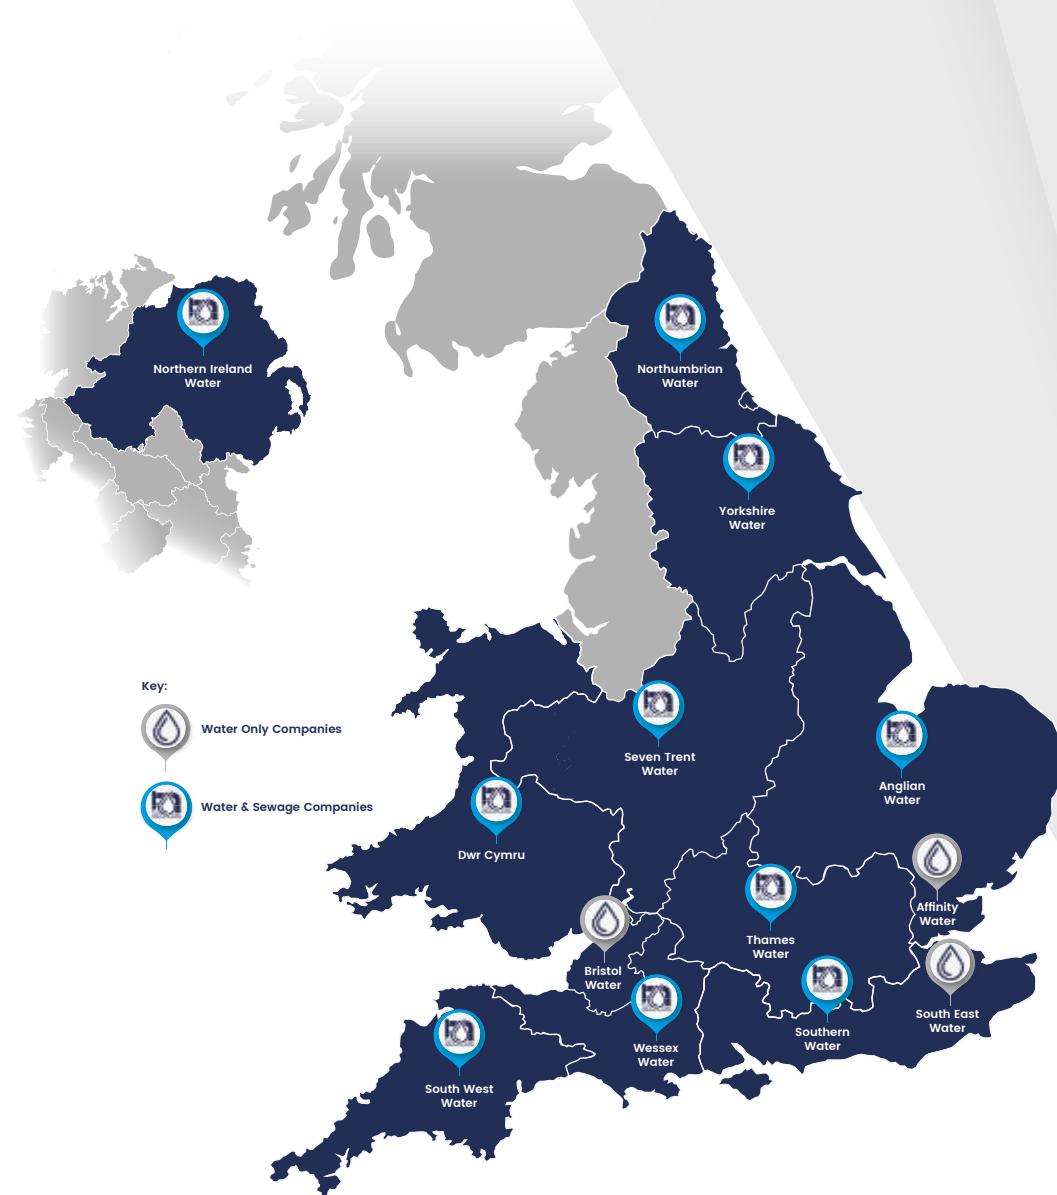 Northern Ireland
Water
Northumbrian
Water
Yorkshire
Water
Key:
Water Only Companies
Water & Sewage Companies
Seven Trent
Water
Anglian
Water
Dwr Cymru
Affinity
Water
Thames
Water
Bristol
Water
South East
Water
Southern
Water
Wessex
Water
South West
Water